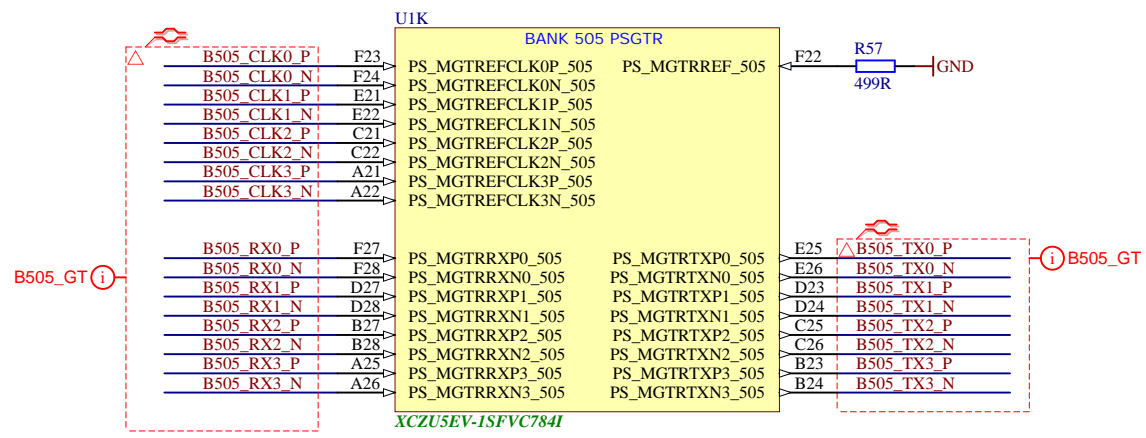 U1K
BANK 505 PSGTR
B505_CLK0_P F23 PS_MGTREFCLK0P_505 PS_MGTRREF_505 F22 R57 499R GND
B505_CLK0_N F24 PS_MGTREFCLK0N_505
B505_CLK1_P E21 PS_MGTREFCLK1P_505
B505_CLK1_N E22 PS_MGTREFCLK1N_505
B505_CLK2_P C21 PS_MGTREFCLK2P_505
B505_CLK2_N C22 PS_MGTREFCLK2N_505
B505_CLK3_P A21 PS_MGTREFCLK3P_505
B505_CLK3_N A22 PS_MGTREFCLK3N_505
B505_RX0_P F27 PS_MGTRRXP0_505 PS_MGTRTXP0_505 E25 B505_TX0_P
B505_GT i B505_RX0_N F28 PS_MGTRRXN0_505 PS_MGTRTXN0_505 E26 B505_TX0_N i B505_GT
B505_RX1_P D27 PS_MGTRRXP1_505 PS_MGTRTXP1_505 D23 B505_TX1_P
B505_RX1_N D28 PS_MGTRRXN1_505 PS_MGTRTXN1_505 D24 B505_TX1_N
B505_RX2_P B27 PS_MGTRRXP2_505 PS_MGTRTXP2_505 C25 B505_TX2_P
B505_RX2_N B28 PS_MGTRRXN2_505 PS_MGTRTXN2_505 C26 B505_TX2_N
B505_RX3_P A25 PS_MGTRRXP3_505 PS_MGTRTXP3_505 B23 B505_TX3_P
B505_RX3_N A26 PS_MGTRRXN3_505 PS_MGTRTXN3_505 B24 B505_TX3_N
XCZU5EV-1SFVC784I